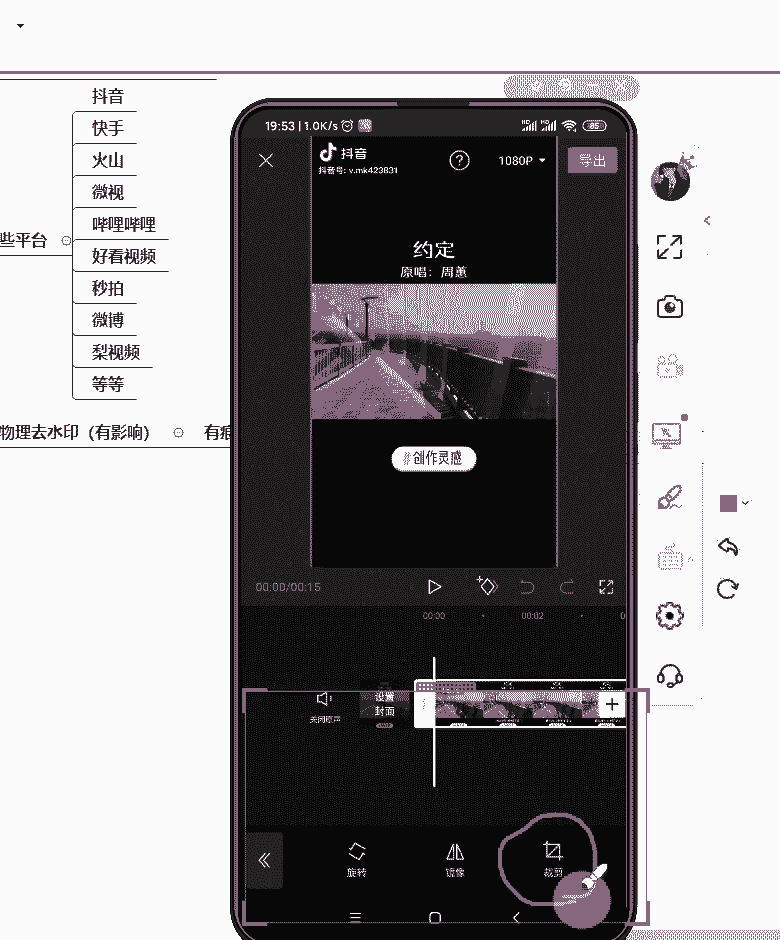 抖音
快手
火山
微视
哔哩哔哩
些平台
好看视频
秒拍
微博
梨视频
等等
物理去水印（有影响）
有痕
19:53 | 1.0K/s
85
抖音
抖音号: v.mk423831
1080P
导出
约定
原唱：周蕙
#创作灵感
00:00/00:15
00:00
00:02
关闭原声
设置
封面
旋转
镜像
裁剪